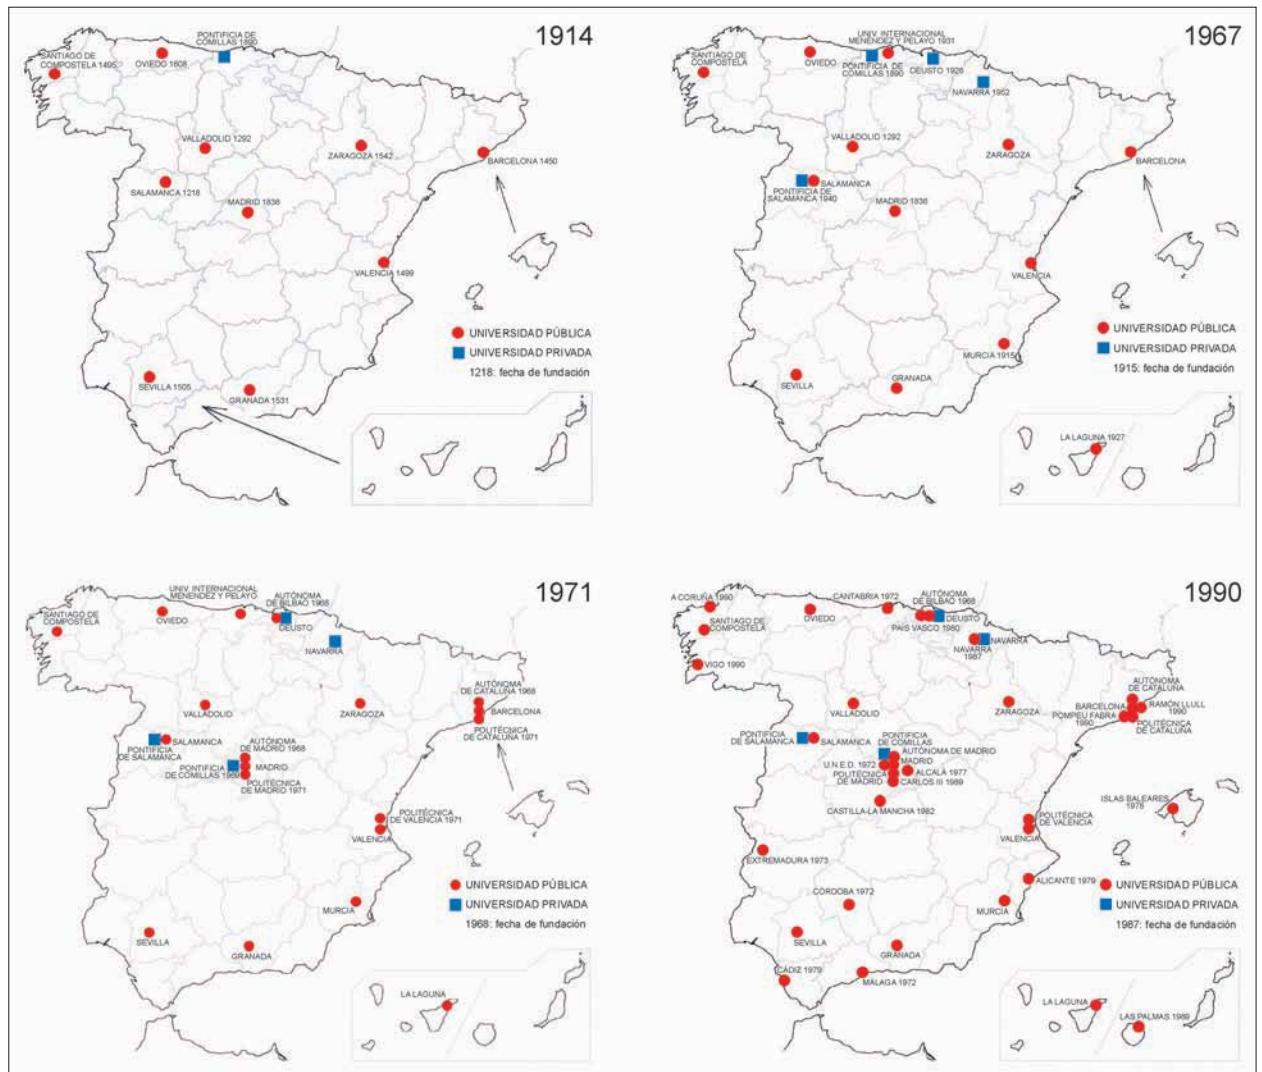 1914
PONTIFICIA DE
COMILLAS 1890
SANTIAGO DE
COMPOSTELA 1495
OVIEDO 1608
VALLADOLID 1292
ZARAGOZA 1542
BARCELONA 1450
SALAMANCA 1218
MADRID 1836
VALENCIA 1499
SEVILLA 1505
GRANADA 1531
UNIVERSIDAD PÚBLICA
UNIVERSIDAD PRIVADA
1218: fecha de fundación
1967
UNIV. INTERNACIONAL
MENÉNDEZ Y PELAYO 1931
SANTIAGO DE
COMPOSTELA
OVIEDO
PONTIFICIA DE
COMILLAS 1890
DEUSTO 1926
NAVARRA 1952
VALLADOLID 1292
ZARAGOZA
BARCELONA
SALAMANCA
PONTIFICIA DE
SALAMANCA 1940
MADRID 1836
VALENCIA
MURCIA 1915
SEVILLA
GRANADA
LA LAGUNA 1927
UNIVERSIDAD PÚBLICA
UNIVERSIDAD PRIVADA
1915: fecha de fundación
1971
UNIV. INTERNACIONAL
MENENDEZ Y PELAYO
AUTÓNOMA
DE BILBAO 1968
SANTIAGO DE
COMPOSTELA
OVIEDO
DEUSTO
NAVARRA
VALLADOLID
ZARAGOZA
AUTÓNOMA
DE CATALUÑA 1968
BARCELONA
POLITÉCNICA
DE CATALUNA 1971
SALAMANCA
PONTIFICIA
DE SALAMANCA
AUTÓNOMA
DE MADRID 1968
MADRID
PONTIFICIA
DE COMILLAS 1969
POLITÉCNICA
DE MADRID 1971
POLITÉCNICA
DE VALENCIA 1971
VALENCIA
MURCIA
SEVILLA
GRANADA
LA LAGUNA
UNIVERSIDAD PÚBLICA
UNIVERSIDAD PRIVADA
1968: fecha de fundación
1990
A CORUÑA 1990
CANTABRIA 1972
AUTÓNOMA
DE BILBAO 1968
SANTIAGO DE
COMPOSTELA
OVIEDO
DEUSTO
PAIS VASCO 1980
NAVARRA
NAVARRA
1987
VIGO 1990
VALLADOLID
ZARAGOZA
AUTÓNOMA
DE CATALUÑA
BARCELONA
RAMÓN LLULL
1990
POMPEU FABRA
1990
POLITÉCNICA
DE CATALUNA
PONTIFICIA
DE SALAMANCA
SALAMANCA
PONTIFICIA
DE COMILLAS
AUTÓNOMA DE MADRID
MADRID
U.N.E.D. 1972
ALCALÁ 1977
POLITÉCNICA
DE MADRID
CARLOS III 1989
CASTILLA-LA MANCHA 1982
ISLAS BALEARES
1978
POLITÉCNICA
DE VALENCIA
VALENCIA
EXTREMADURA 1973
ALICANTE 1979
CÓRDOBA 1972
MURCIA
SEVILLA
GRANADA
CÁDIZ 1979
MÁLAGA 1972
LA LAGUNA
LAS PALMAS 1989
UNIVERSIDAD PÚBLICA
UNIVERSIDAD PRIVADA
1987: fecha de fundación